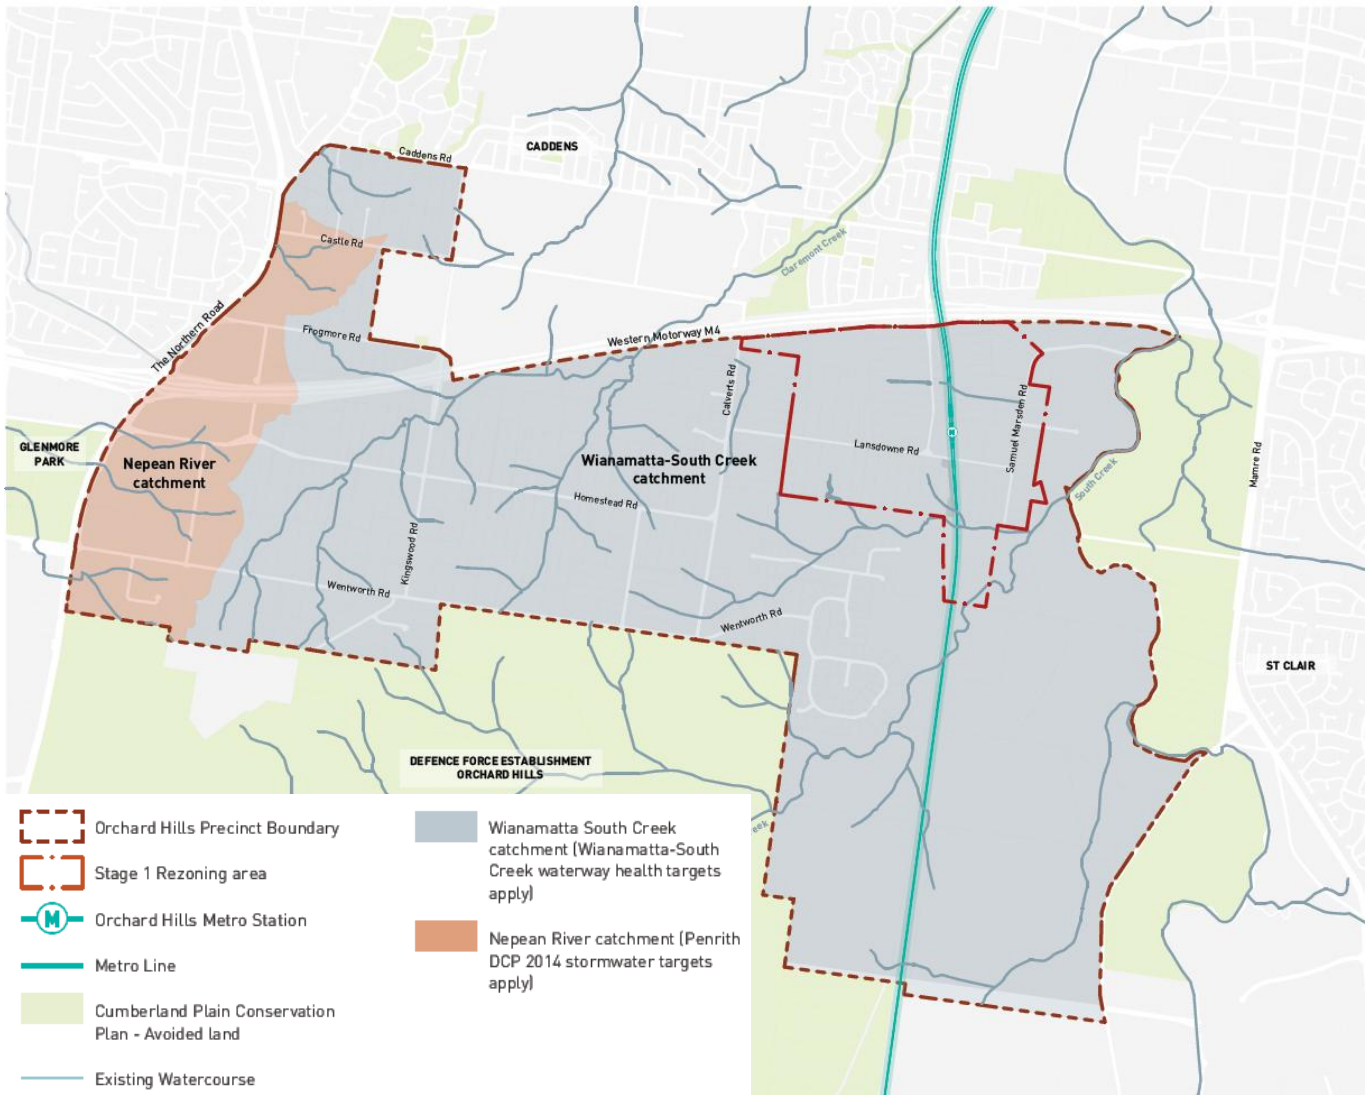 Caddens Rd
CADDENS
Castle Rd
Claremont Creek
The Northern Road
Frogmore Rd
Western Motorway M4
Calverts Rd
Samuel Marsden Rd
Lansdowne Rd
M
Mamre Rd
GLENMORE
PARK
Nepean River
catchment
Wianamatta-South Creek
catchment
South Creek
Homestead Rd
Kingswood Rd
Wentworth Rd
Wentworth Rd
ST CLAIR
DEFENCE FORCE ESTABLISHMENT
ORCHARD HILLS
Orchard Hills Precinct Boundary
Stage 1 Rezoning area
M
Orchard Hills Metro Station
Metro Line
Cumberland Plain Conservation
Plan - Avoided land
Existing Watercourse
Wianamatta South Creek
catchment (Wianamatta-South
Creek waterway health targets
apply)
Nepean River catchment (Penrith
DCP 2014 stormwater targets
apply)